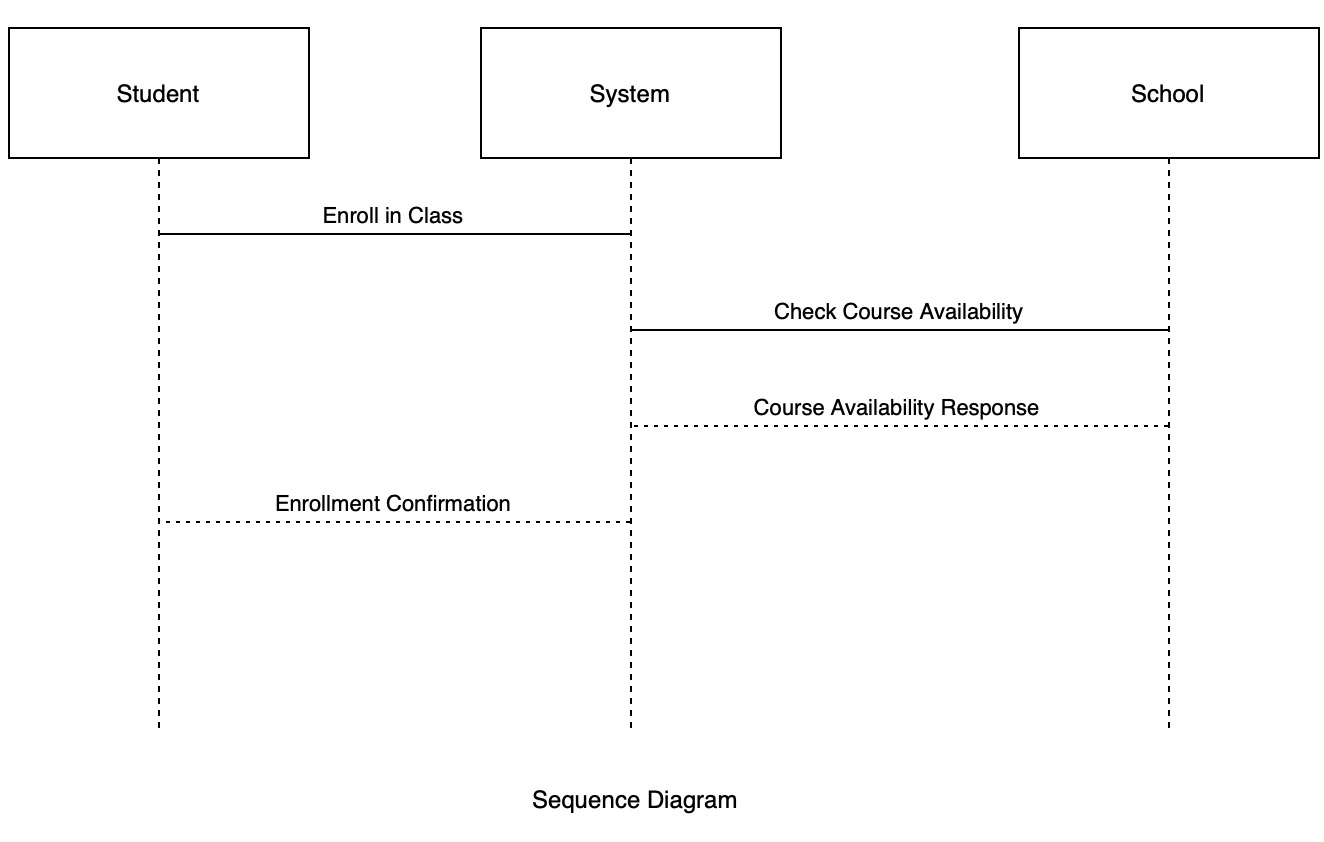 Student
System
School
Enroll in Class
Check Course Availability
Course Availability Response
Enrollment Confirmation
Sequence Diagram